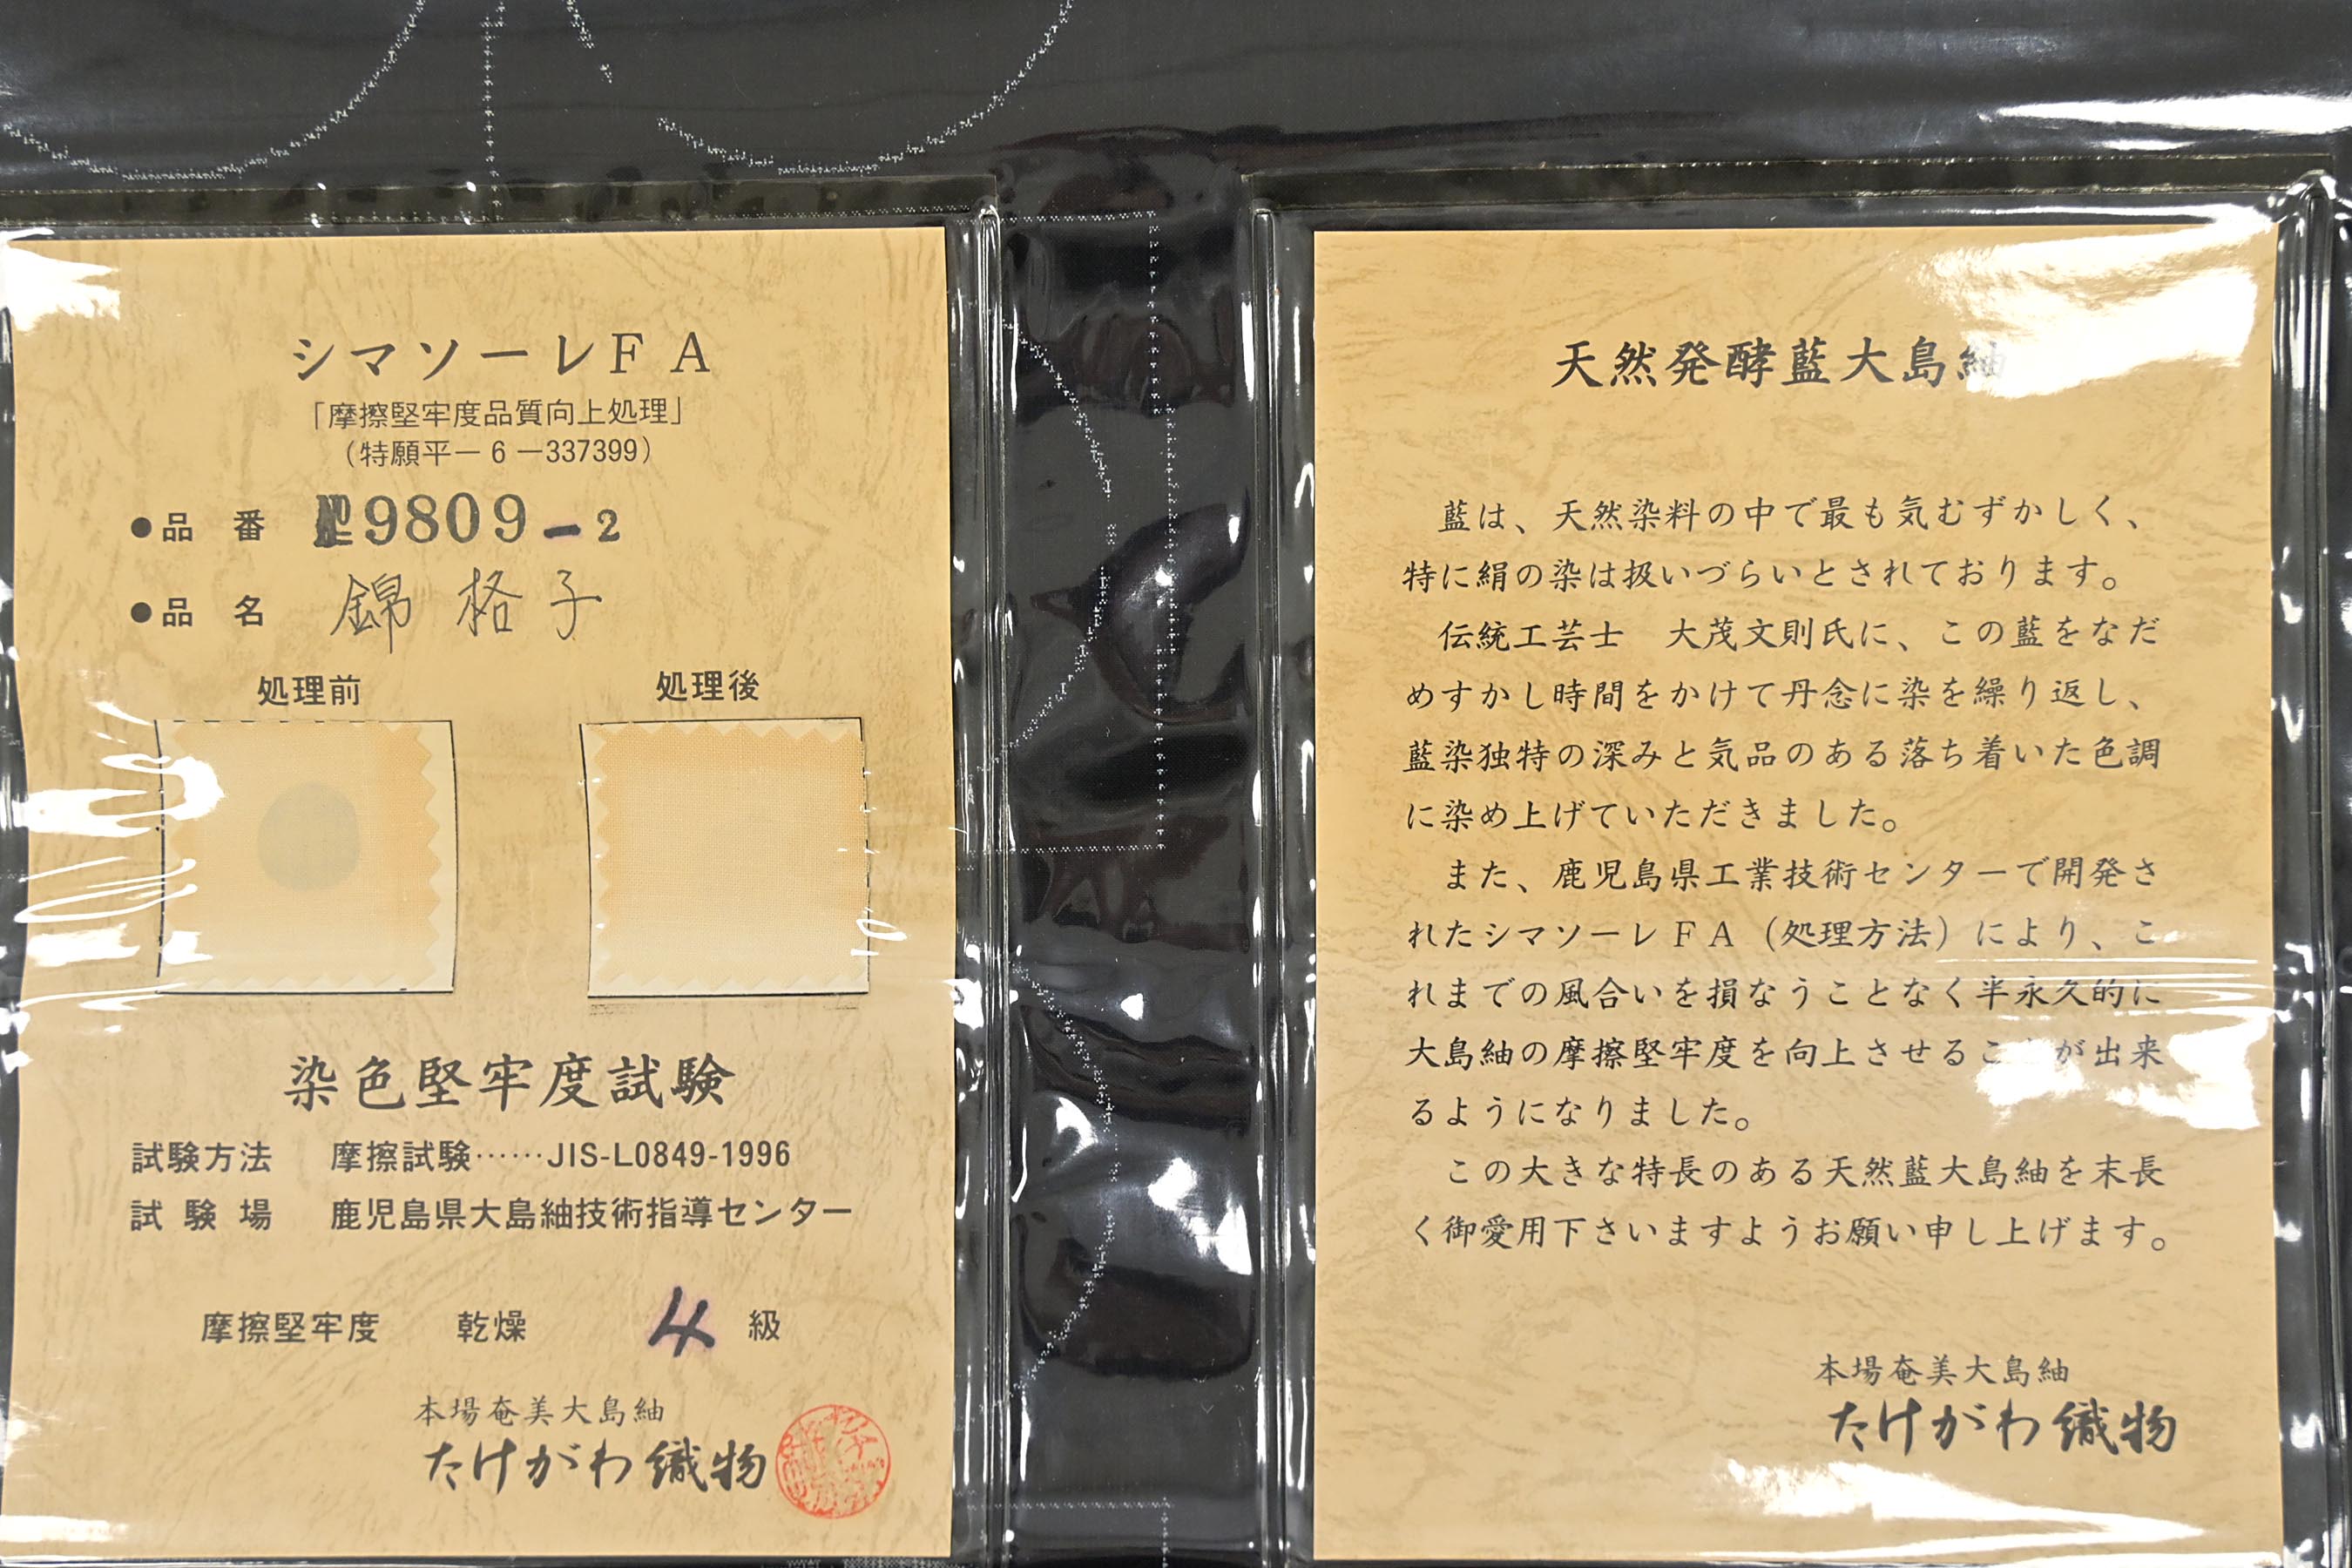 シマソーレＦＡ
「摩擦堅牢度品質向上処理」
（特願平－6－337399）
●品　番　9809-2
●品　名　錦格子
処理前　処理後
染色堅牢度試験
試験方法　摩擦試験……JIS-L0849-1996
試　験　場　鹿児島県大島紬技術指導センター
摩擦堅牢度　乾燥　4　級
本場奄美大島紬
たけがわ織物
天然発酵藍大島紬
藍は、天然染料の中で最も気むずかしく、
特に絹の染は扱いづらいとされております。
伝統工芸士　大茂文則氏に、この藍をなだ
めすかし時間をかけて丹念に染を繰り返し、
藍染独特の深みと気品のある落ち着いた色調
に染め上げていただきました。
また、鹿児島県工業技術センターで開発さ
れたシマソーレＦＡ（処理方法）により、こ
れまでの風合いを損なうことなく半永久的に
大島紬の摩擦堅牢度を向上させることが出来
るようになりました。
この大きな特長のある天然藍大島紬を末長
く御愛用下さいますようお願い申し上げます。
本場奄美大島紬
たけがわ織物